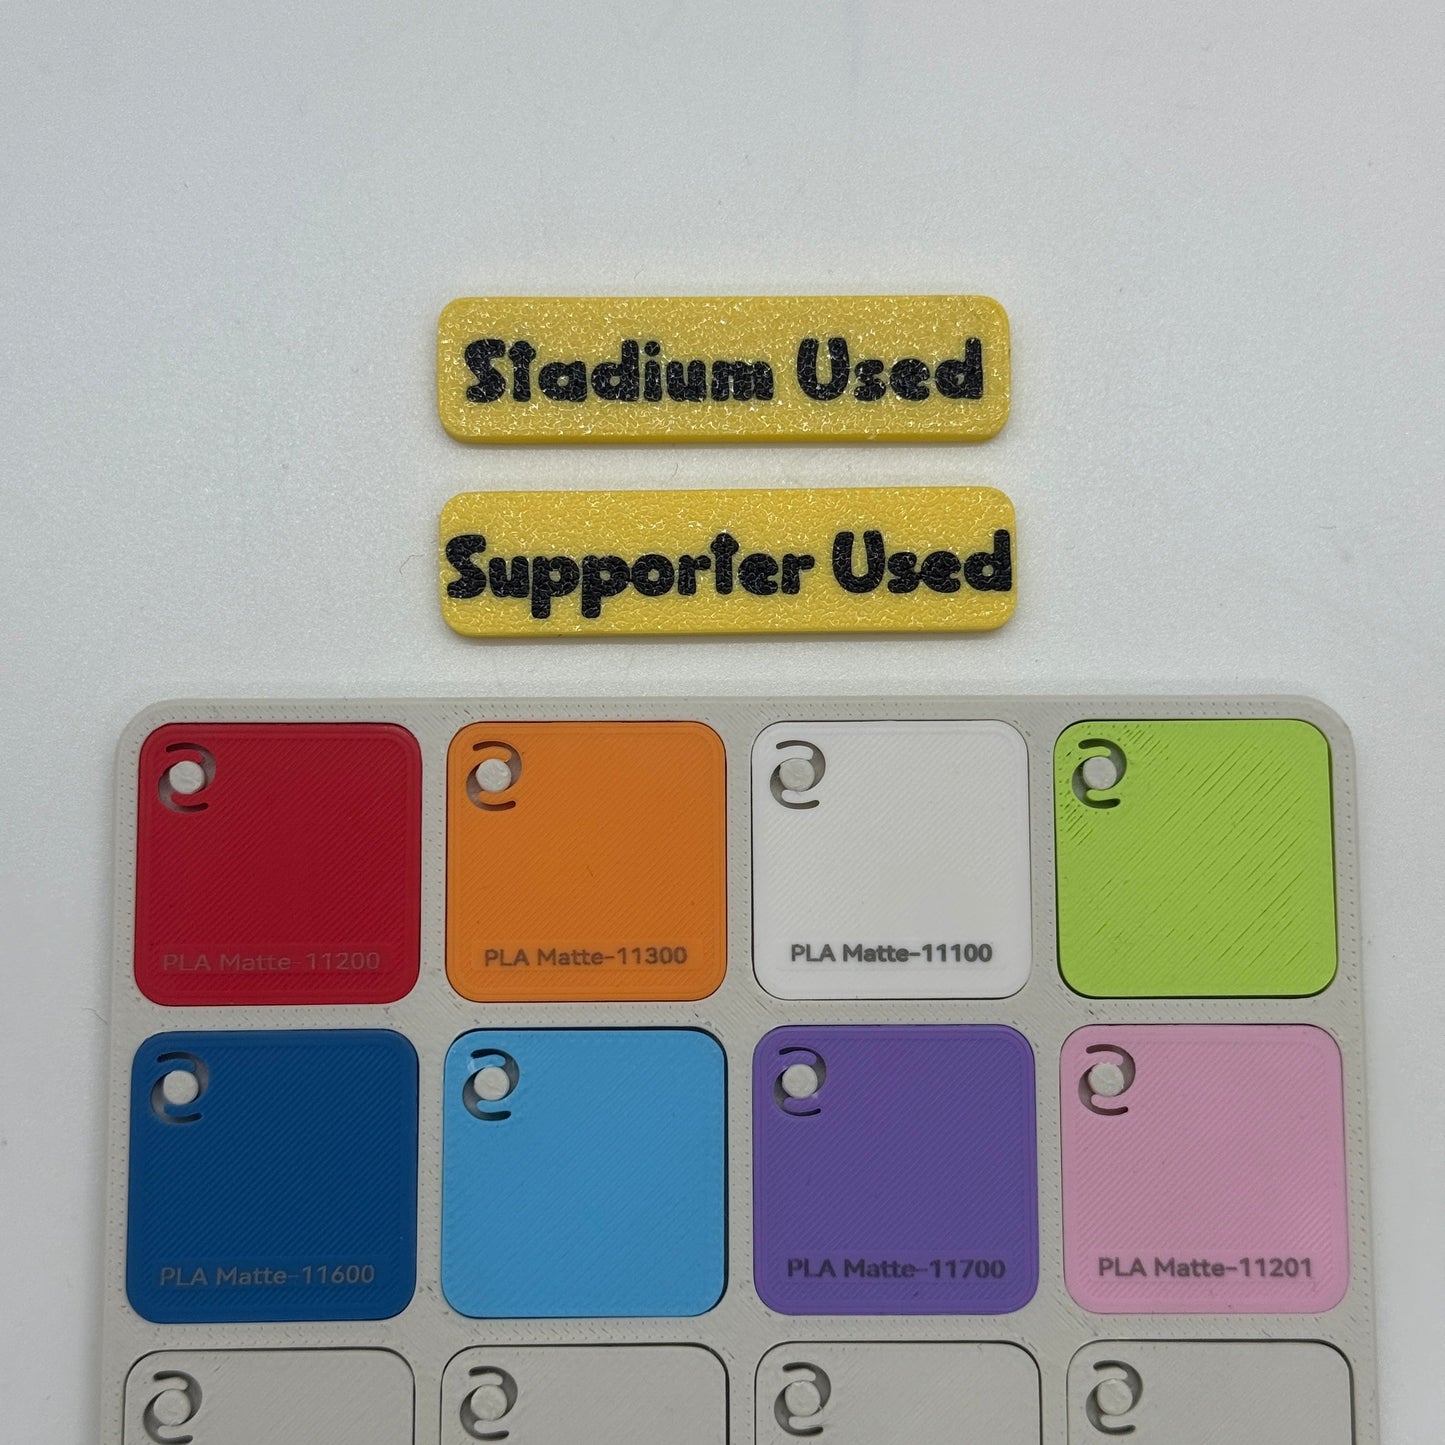 Stadium Used
Supporter Used
PLA Matte-11200
PLA Matte-11300
PLA Matte-11100
PLA Matte-11600
PLA Matte-11700
PLA Matte-11201